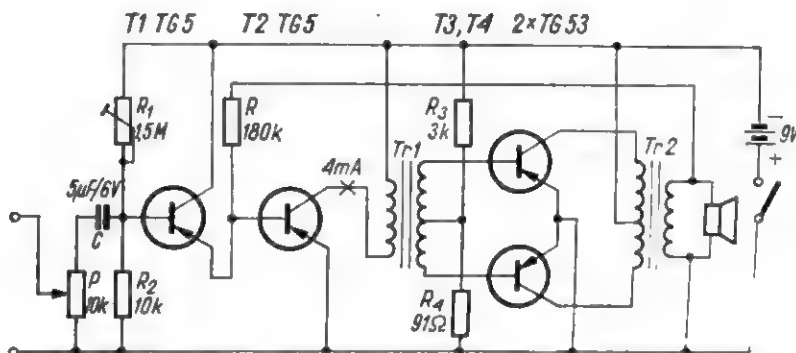 T1 TG5 T2 TG5 T3, T4 2×TG53
R1
1,5M
R
180k
R3
3k
9V
− 
+
4mA
Tr1
Tr2
5µF/6V
C
P
10k
R2
10k
R4
91Ω